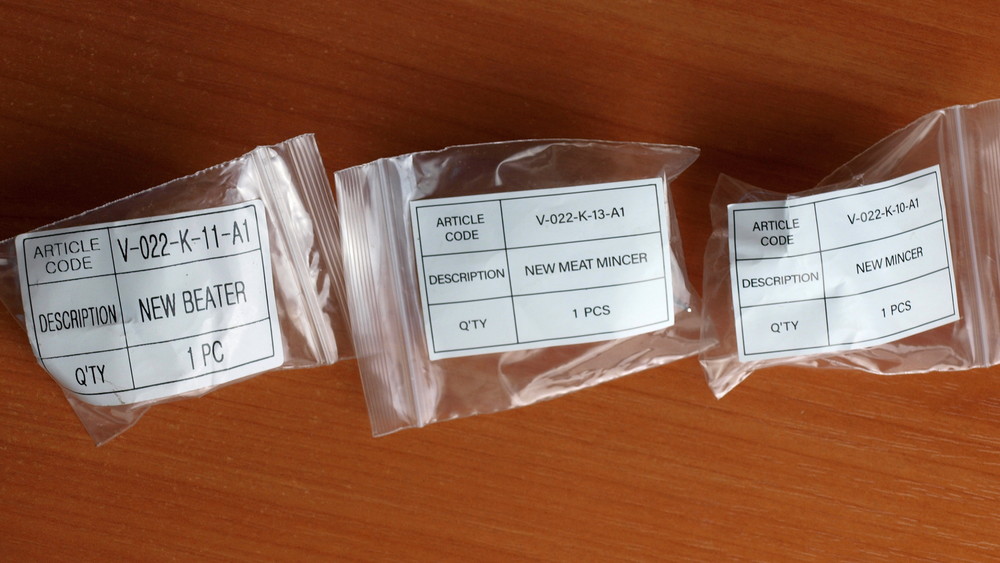 ARTICLE CODE V-022-K-11-A1
DESCRIPTION NEW BEATER
Q'TY 1 PC
ARTICLE CODE V-022-K-13-A1
DESCRIPTION NEW MEAT MINCER
Q'TY 1 PCS
ARTICLE CODE V-022-K-10-A1
DESCRIPTION NEW MINCER
Q'TY 1 PCS